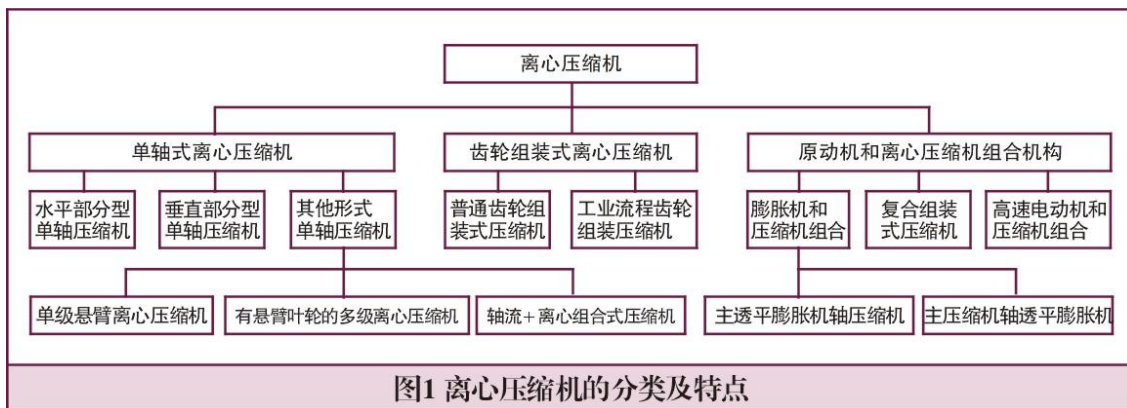 离心压缩机
单轴式离心压缩机
齿轮组装式离心压缩机
原动机和离心压缩机组合机构
水平部分型
单轴压缩机
垂直部分型
单轴压缩机
其他形式
单轴压缩机
普通齿轮组
装式压缩机
工业流程齿轮
组装压缩机
膨胀机和
压缩机组合
复合组装
式压缩机
高速电动机和
压缩机组合
单级悬臂离心压缩机
有悬臂叶轮的多级离心压缩机
轴流+离心组合式压缩机
主透平膨胀机轴压缩机
主压缩机轴透平膨胀机
图1 离心压缩机的分类及特点